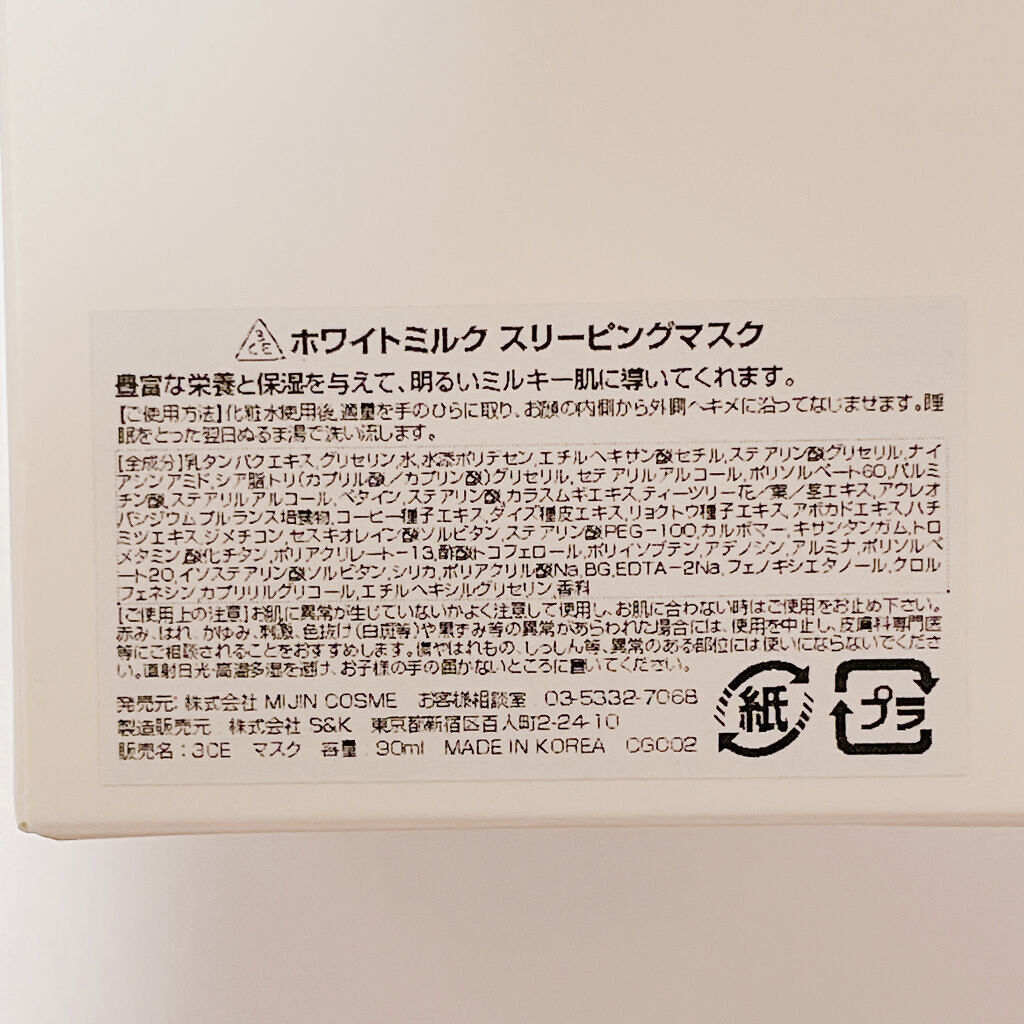 3CE ホワイトミルク スリーピングマスク
豊富な栄養と保湿を与えて、明るいミルキー肌に導いてくれます。
【ご使用方法】化粧水使用後,適量を手のひらに取り、お顔の内側から外側へキメに沿ってなじませます。睡
眠をとった翌日ぬるま湯で洗い流します。
【全成分】乳タンパクエキス,グリセリン,水,水添ポリデセン,エチルヘキサン酸セチル,ステアリン酸グリセリル,ナイ
アシンアミド,シア脂トリ(カプリル酸/カプリン酸)グリセリル,セテアリルアルコール,ポリソルベート60,パルミ
チン酸,ステアリルアルコール,ベタイン,ステアリン酸,カラスムギエキス,ティーツリー花/葉/茎エキス,アウレオ
バシジウムプルランス培養物,コーヒー種子エキス,ダイズ種皮エキス,リョクトウ種子エキス,アボカドエキス,ハチ
ミツエキス,ジメチコン,セスキオレイン酸ソルビタン,ステアリン酸PEG-100,カルボマー,キサンタンガム,トロ
メタミン,酸化チタン,ポリアクリレート-13,酢酸トコフェロール,ポリイソブテン,アデノシン,アルミナ,ポリソルベ
ート20,イソステアリン酸ソルビタン,シリカ,ポリアクリル酸Na,BG,EDTA-2Na,フェノキシエタノール,クロル
フェネシン,カプリリルグリコール,エチルヘキシルグリセリン,香料
【ご使用上の注意】お肌に異常が生じていないかよく注意して使用し、お肌に合わない時はご使用をお止め下さい。
赤み、はれ、かゆみ、刺激、色抜け(白斑等)や黒ずみ等の異常があらわれた場合には、使用を中止し、皮膚科専門医
等にご相談されることをおすすめします。傷やはれもの、しっしん等、異常のある部位には使いにならないでくださ
い。直射日光・高温多湿を避け、お子様の手の届かないところに置いてください。
発売元: 株式会社 MIJIN COSME お客様相談室 03-5332-7068
製造販売元 : 株式会社 S&K 東京都新宿区百人町2-24-10
販売名 : 3CE マスク 容量 : 90ml MADE IN KOREA CGC02
紙 プラ